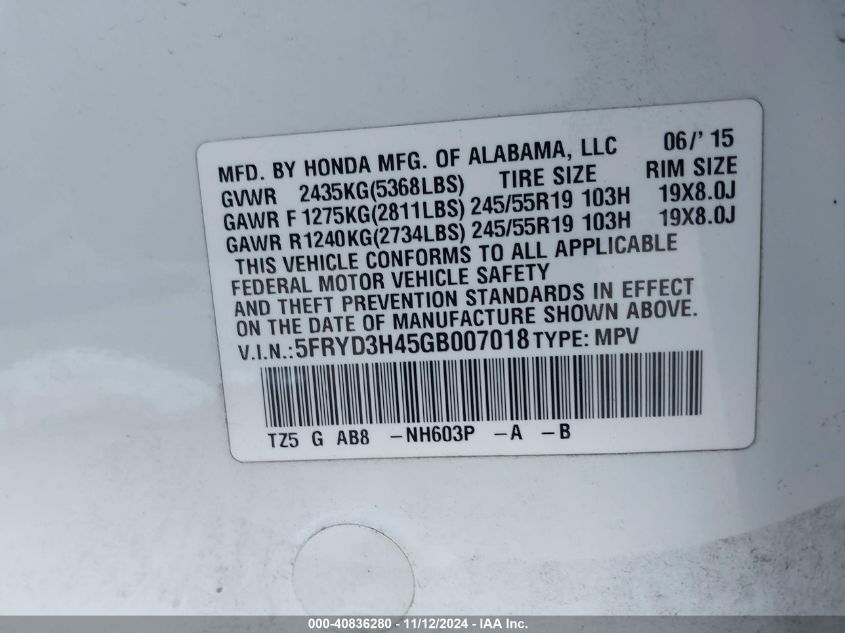 MFD. BY HONDA MFG. OF ALABAMA, LLC 06/' 15
GVWR 2435KG(5368LBS) TIRE SIZE RIM SIZE
GAWR F 1275KG(2811LBS) 245/55R19 103H 19X8.0J
GAWR R1240KG(2734LBS) 245/55R19 103H 19X8.0J
THIS VEHICLE CONFORMS TO ALL APPLICABLE
FEDERAL MOTOR VEHICLE SAFETY
AND THEFT PREVENTION STANDARDS IN EFFECT
ON THE DATE OF MANUFACTURE SHOWN ABOVE.
V.I.N.:5FRYD3H45GB007018 TYPE: MPV
TZ5 G AB8 -NH603P -A -B
000-40836280 - 11/12/2024 - IAA Inc.